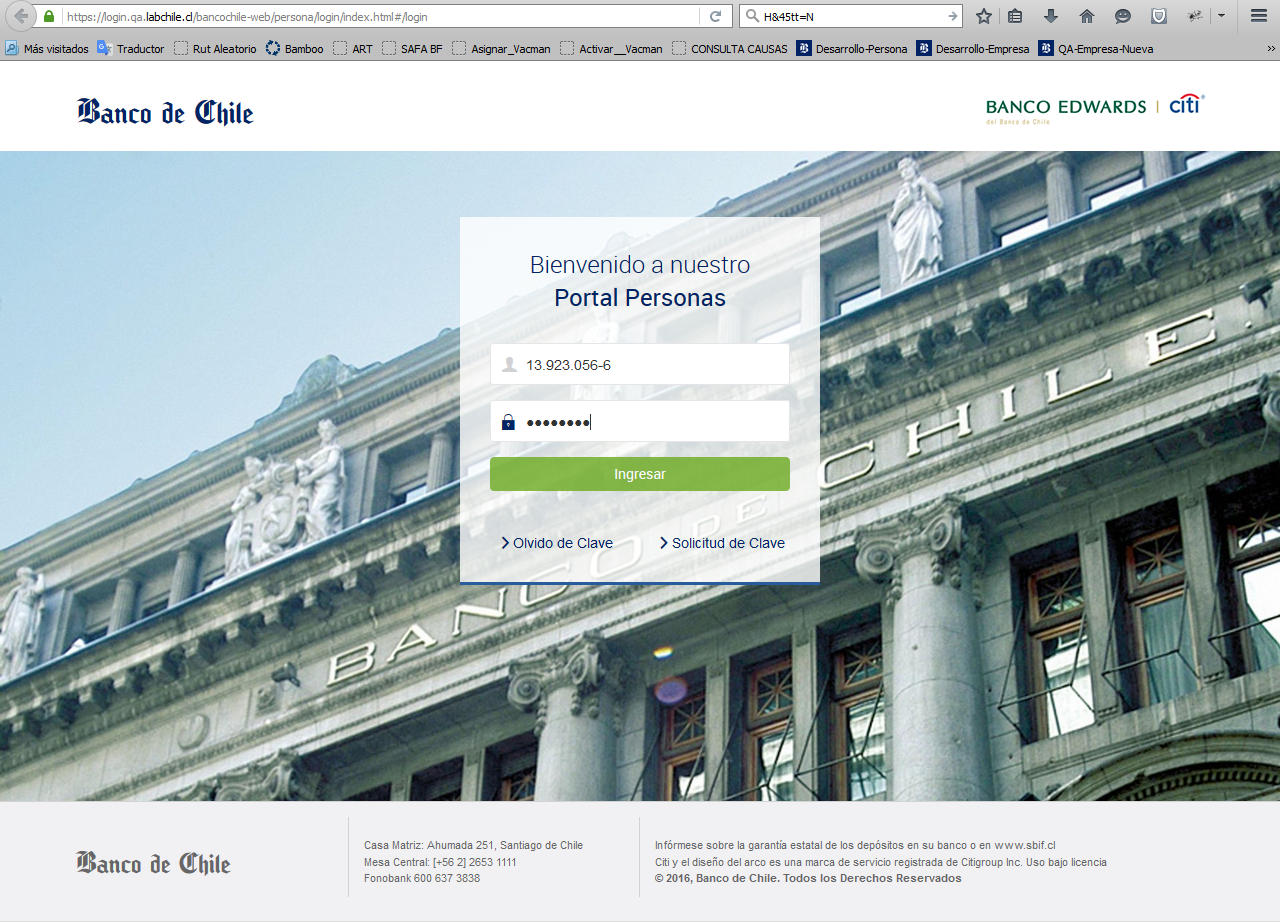 https://login.qa.labchile.cl/bancochile-web/persona/login/index.html#/login
H&45tt=N
Más visitados Traductor Rut Aleatorio Bamboo ART SAFA BF Asignar_Vacman Activar__Vacman CONSULTA CAUSAS Desarrollo-Persona Desarrollo-Empresa QA-Empresa-Nueva »
Banco de Chile
BANCO EDWARDS | citi
del Banco de Chile
Bienvenido a nuestro
Portal Personas
13.923.056-6
••••••••
Ingresar
Olvido de Clave
Solicitud de Clave
BANCO DE CHILE.
Banco de Chile
Casa Matriz: Ahumada 251, Santiago de Chile
Mesa Central: [+56 2] 2653 1111
Fonobank 600 637 3838
Infórmese sobre la garantía estatal de los depósitos en su banco o en www.sbif.cl
Citi y el diseño del arco es una marca de servicio registrada de Citigroup Inc. Uso bajo licencia
© 2016, Banco de Chile. Todos los Derechos Reservados